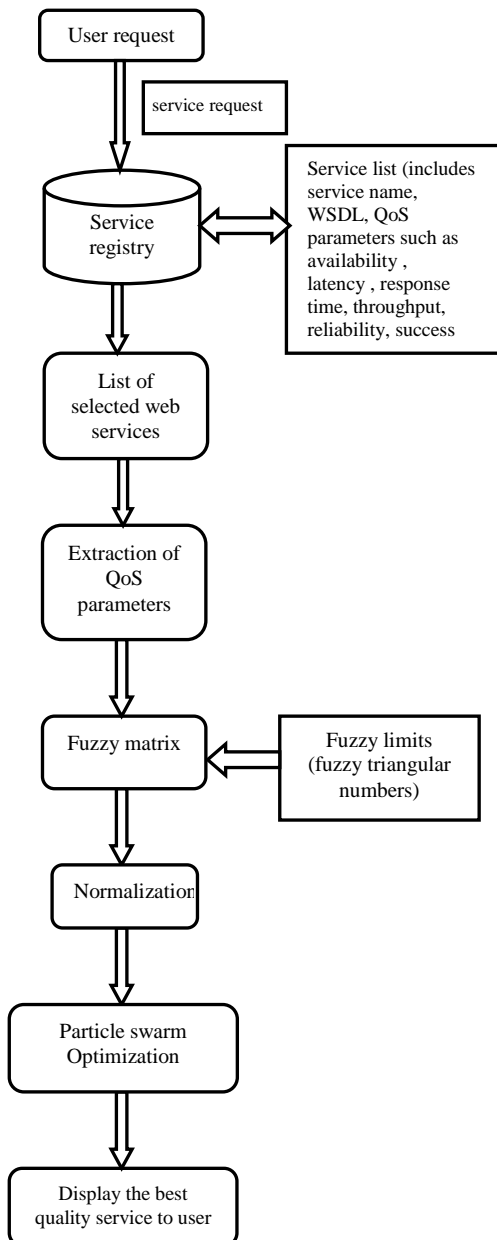 User request
service request
Service
registry
Service list (includes
service name,
WSDL, QoS
parameters such as
availability ,
latency , response
time, throughput,
reliability, success
List of
selected web
services
Extraction of
QoS
parameters
Fuzzy matrix
Fuzzy limits
(fuzzy triangular
numbers)
Normalization
Particle swarm
Optimization
Display the best
quality service to user